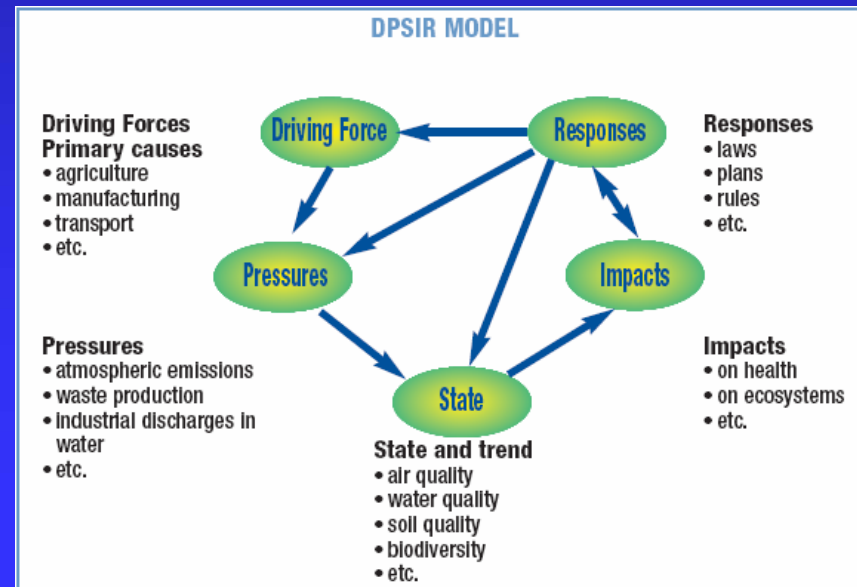 DPSIR MODEL
Driving Forces
Primary causes
• agriculture
• manufacturing
• transport
• etc.
Driving Force
Responses
Responses
• laws
• plans
• rules
• etc.
Pressures
Impacts
Pressures
• atmospheric emissions
• waste production
• industrial discharges in
water
• etc.
State
Impacts
• on health
• on ecosystems
• etc.
State and trend
• air quality
• water quality
• soil quality
• biodiversity
• etc.